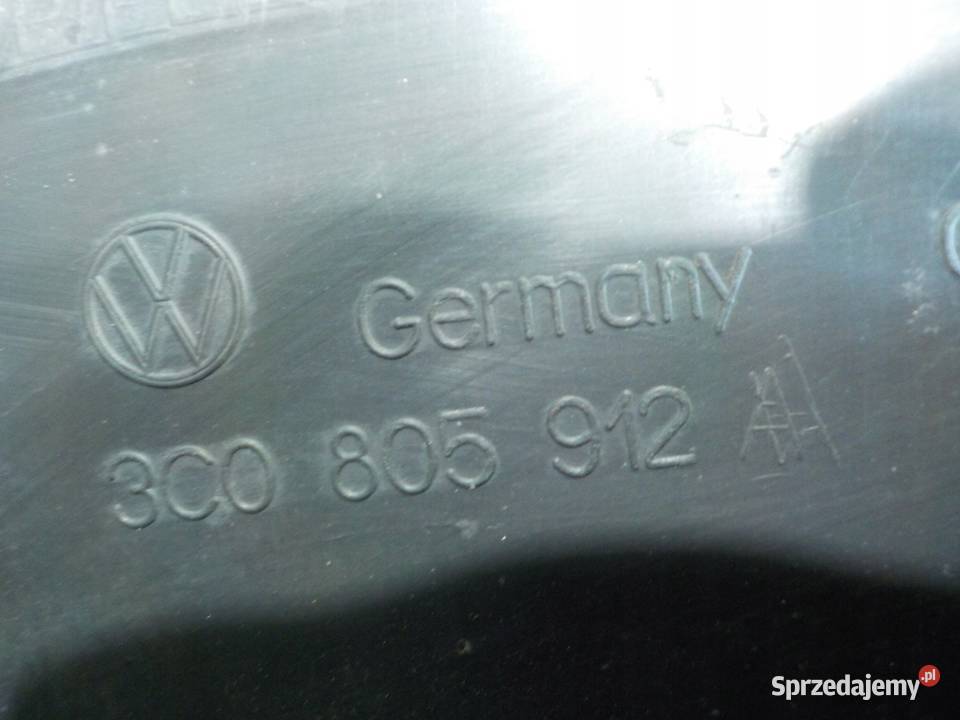 Germany
3C0 805 912
Sprzedajemy.pl